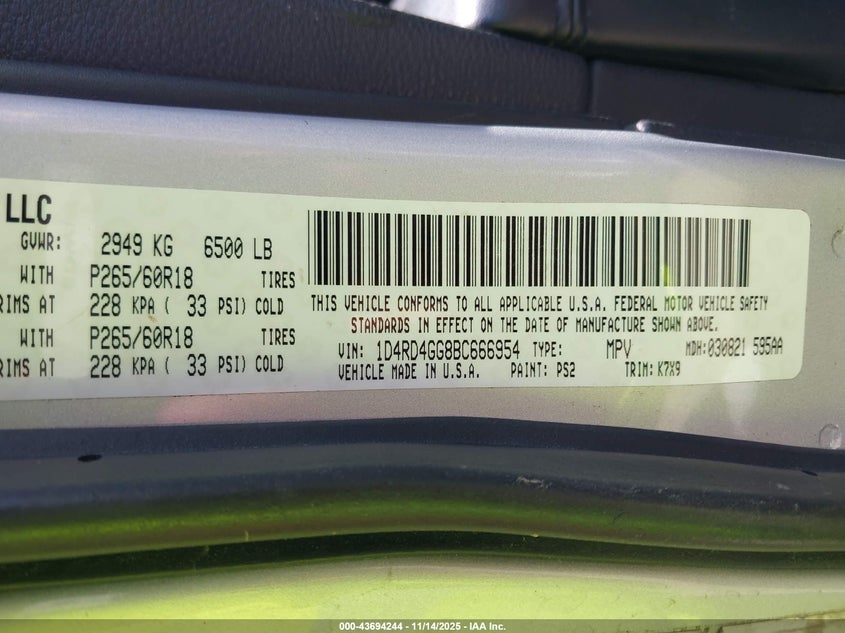 LLC
GVWR: 2949 KG 6500 LB
WITH P265/60R18 TIRES
RIMS AT 228 KPA ( 33 PSI) COLD
WITH P265/60R18 TIRES
RIMS AT 228 KPA ( 33 PSI) COLD
THIS VEHICLE CONFORMS TO ALL APPLICABLE U.S.A. FEDERAL MOTOR VEHICLE SAFETY
STANDARDS IN EFFECT ON THE DATE OF MANUFACTURE SHOWN ABOVE.
VIN: 1D4RD4GG8BC666954 TYPE: MPV MDH:030821 595AA
VEHICLE MADE IN U.S.A. PAINT: PS2 TRIM: K7X9
000-43694244 - 11/14/2025 - IAA Inc.